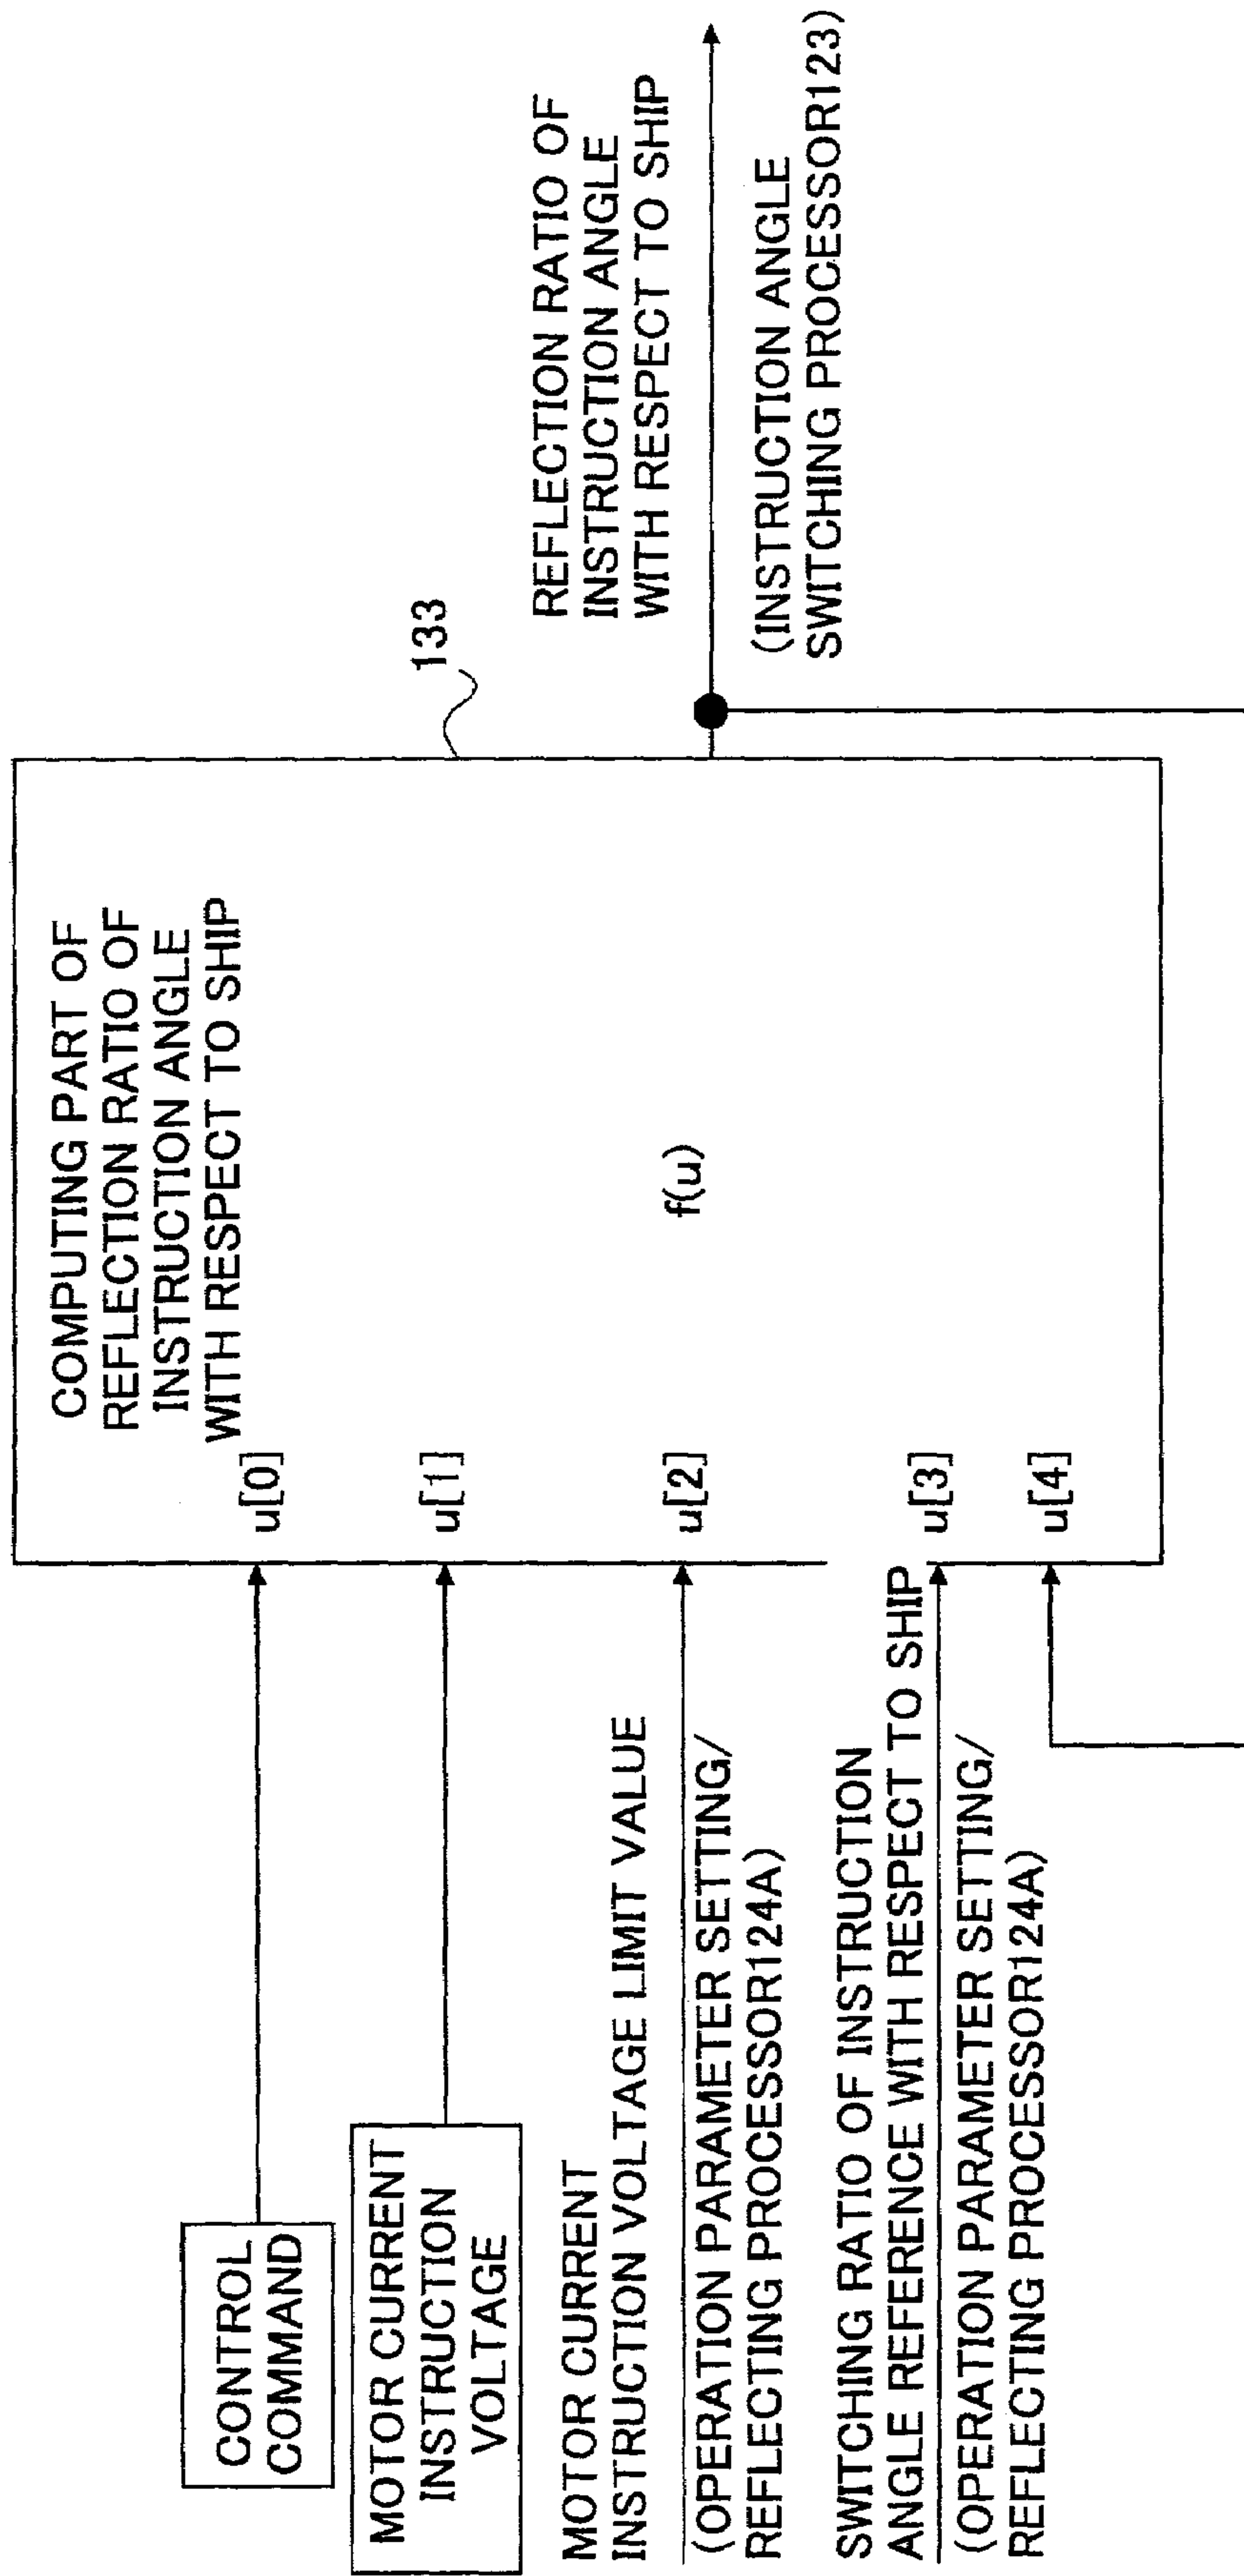 CONTROL
COMMAND
MOTOR CURRENT
INSTRUCTION
VOLTAGE
MOTOR CURRENT
INSTRUCTION VOLTAGE LIMIT VALUE
(OPERATION PARAMETER SETTING/
REFLECTING PROCESSOR124A)
SWITCHING RATIO OF INSTRUCTION
ANGLE REFERENCE WITH RESPECT TO SHIP
(OPERATION PARAMETER SETTING/
REFLECTING PROCESSOR124A)
COMPUTING PART OF
REFLECTION RATIO OF
INSTRUCTION ANGLE
WITH RESPECT TO SHIP
u[0]
u[1]
u[2]
u[3]
u[4]
f(u)
133
REFLECTION RATIO OF
INSTRUCTION ANGLE
WITH RESPECT TO SHIP
(INSTRUCTION ANGLE
SWITCHING PROCESSOR123)